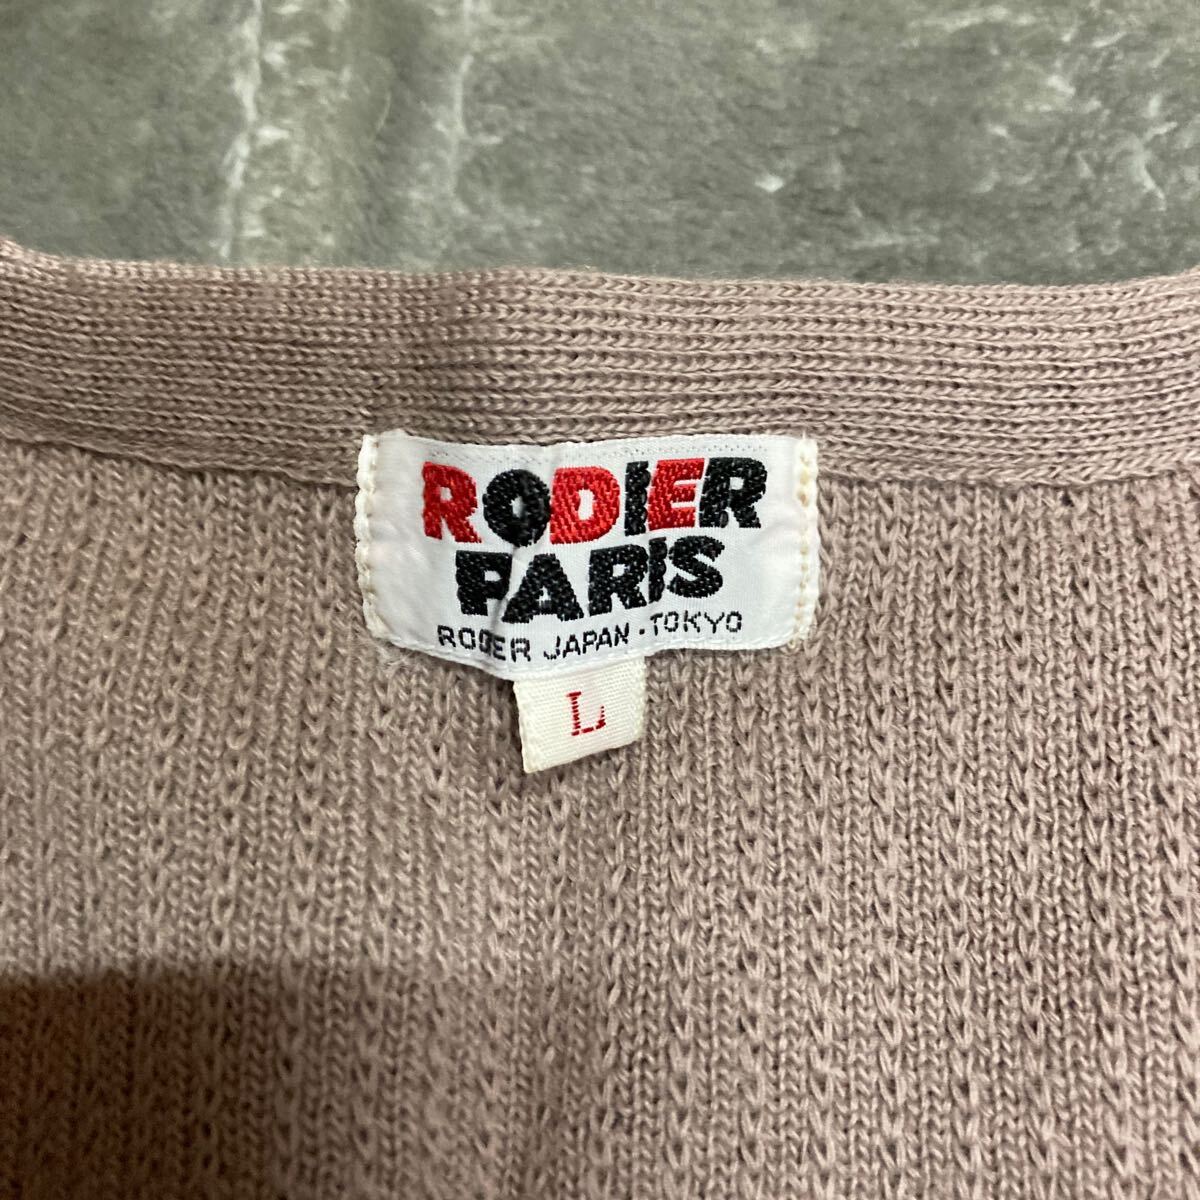 RODIER
PARIS
RODIER JAPAN · TOKYO
L